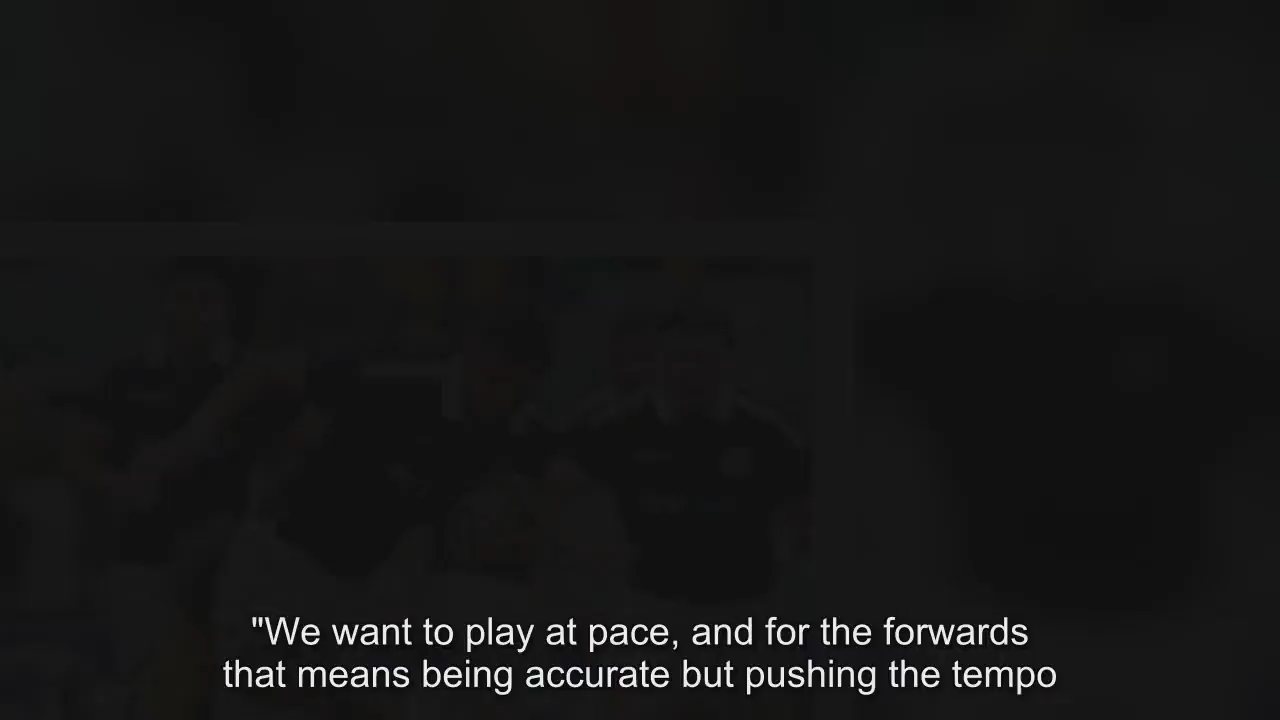 "We want to play at pace, and for the forwards
that means being accurate but pushing the tempo